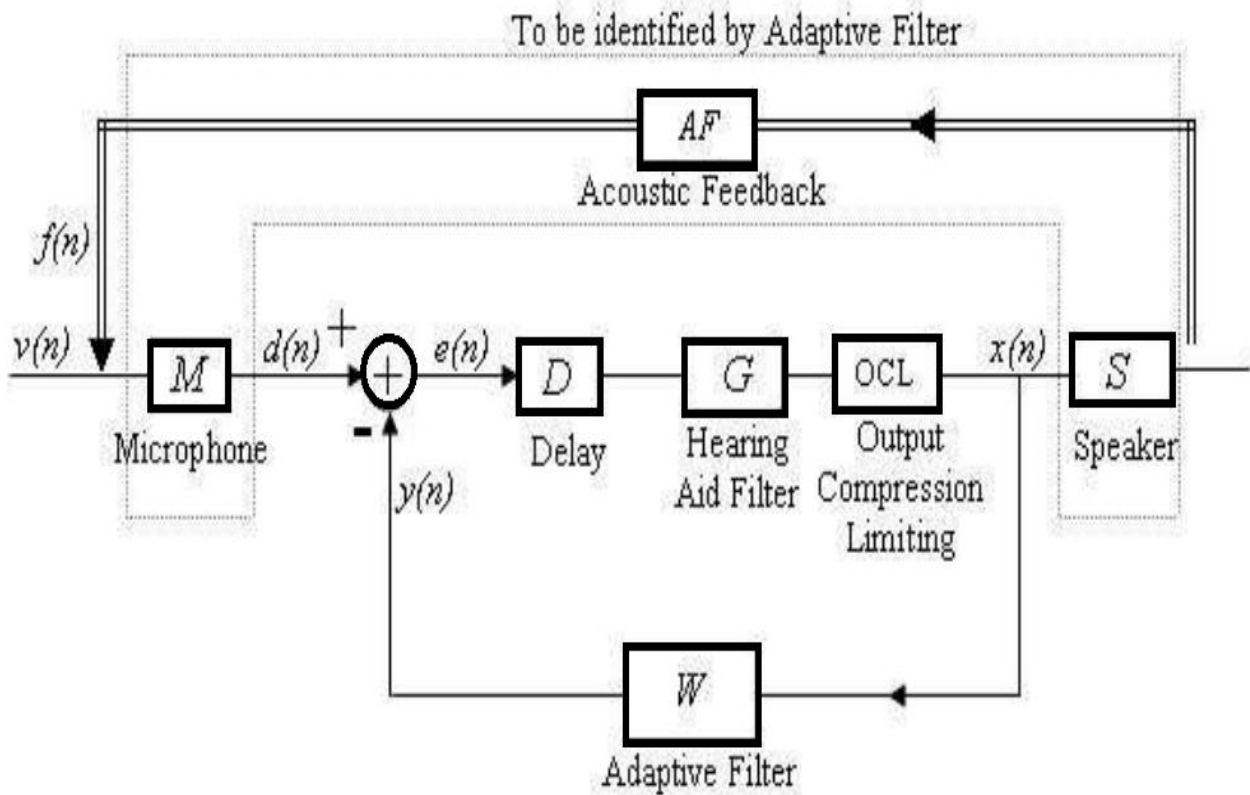 To be identified by Adaptive Filter
AF
Acoustic Feedback
f(n)
v(n)
M
Microphone
d(n)
+
+
-
e(n)
D
Delay
G
Hearing
Aid Filter
OCL
Output
Compression
Limiting
x(n)
S
Speaker
y(n)
W
Adaptive Filter